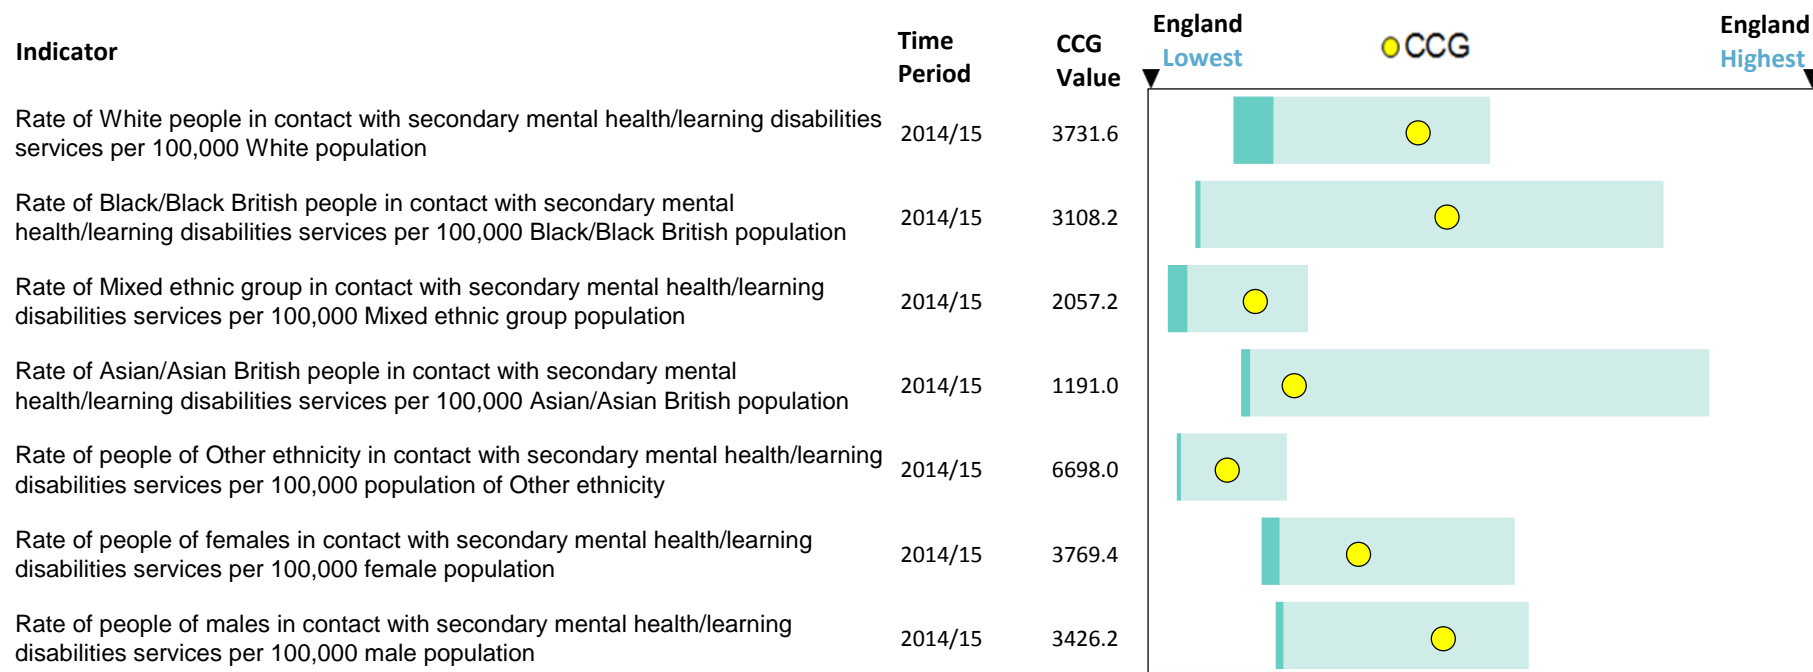 Indicator
Time Period
CCG Value
England Lowest
CCG
England Highest
Rate of White people in contact with secondary mental health/learning disabilities
services per 100,000 White population
2014/15
3731.6
Rate of Black/Black British people in contact with secondary mental
health/learning disabilities services per 100,000 Black/Black British population
2014/15
3108.2
Rate of Mixed ethnic group in contact with secondary mental health/learning
disabilities services per 100,000 Mixed ethnic group population
2014/15
2057.2
Rate of Asian/Asian British people in contact with secondary mental
health/learning disabilities services per 100,000 Asian/Asian British population
2014/15
1191.0
Rate of people of Other ethnicity in contact with secondary mental health/learning
disabilities services per 100,000 population of Other ethnicity
2014/15
6698.0
Rate of people of females in contact with secondary mental health/learning
disabilities services per 100,000 female population
2014/15
3769.4
Rate of people of males in contact with secondary mental health/learning
disabilities services per 100,000 male population
2014/15
3426.2